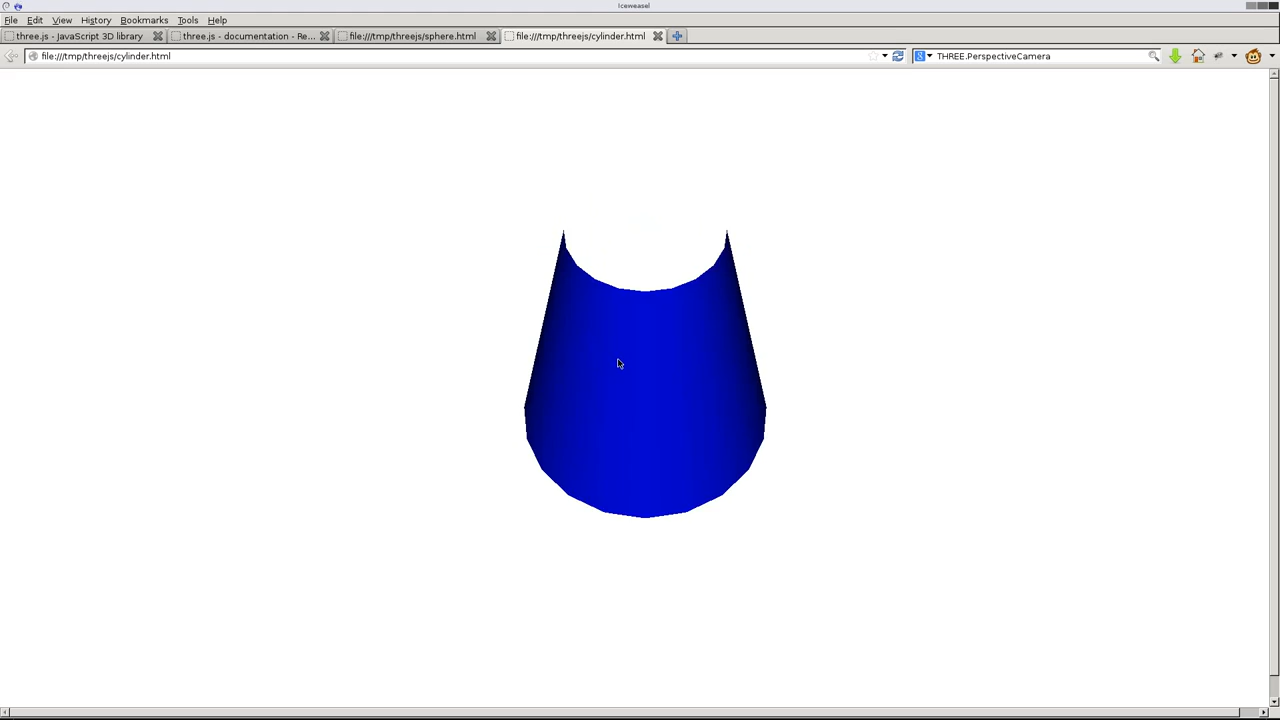 Iceweasel
File Edit View History Bookmarks Tools Help
three.js - JavaScript 3D library three.js - documentation - Re... file:///tmp/threejs/sphere.html file:///tmp/threejs/cylinder.html
file:///tmp/threejs/cylinder.html THREE.PerspectiveCamera